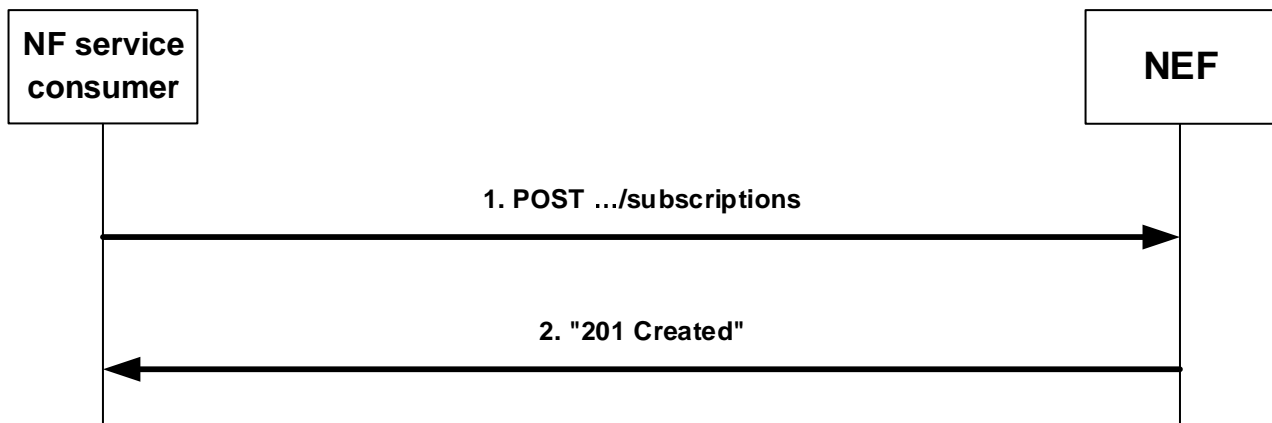 NF service
consumer
NEF
1. POST .../subscriptions
2. "201 Created"